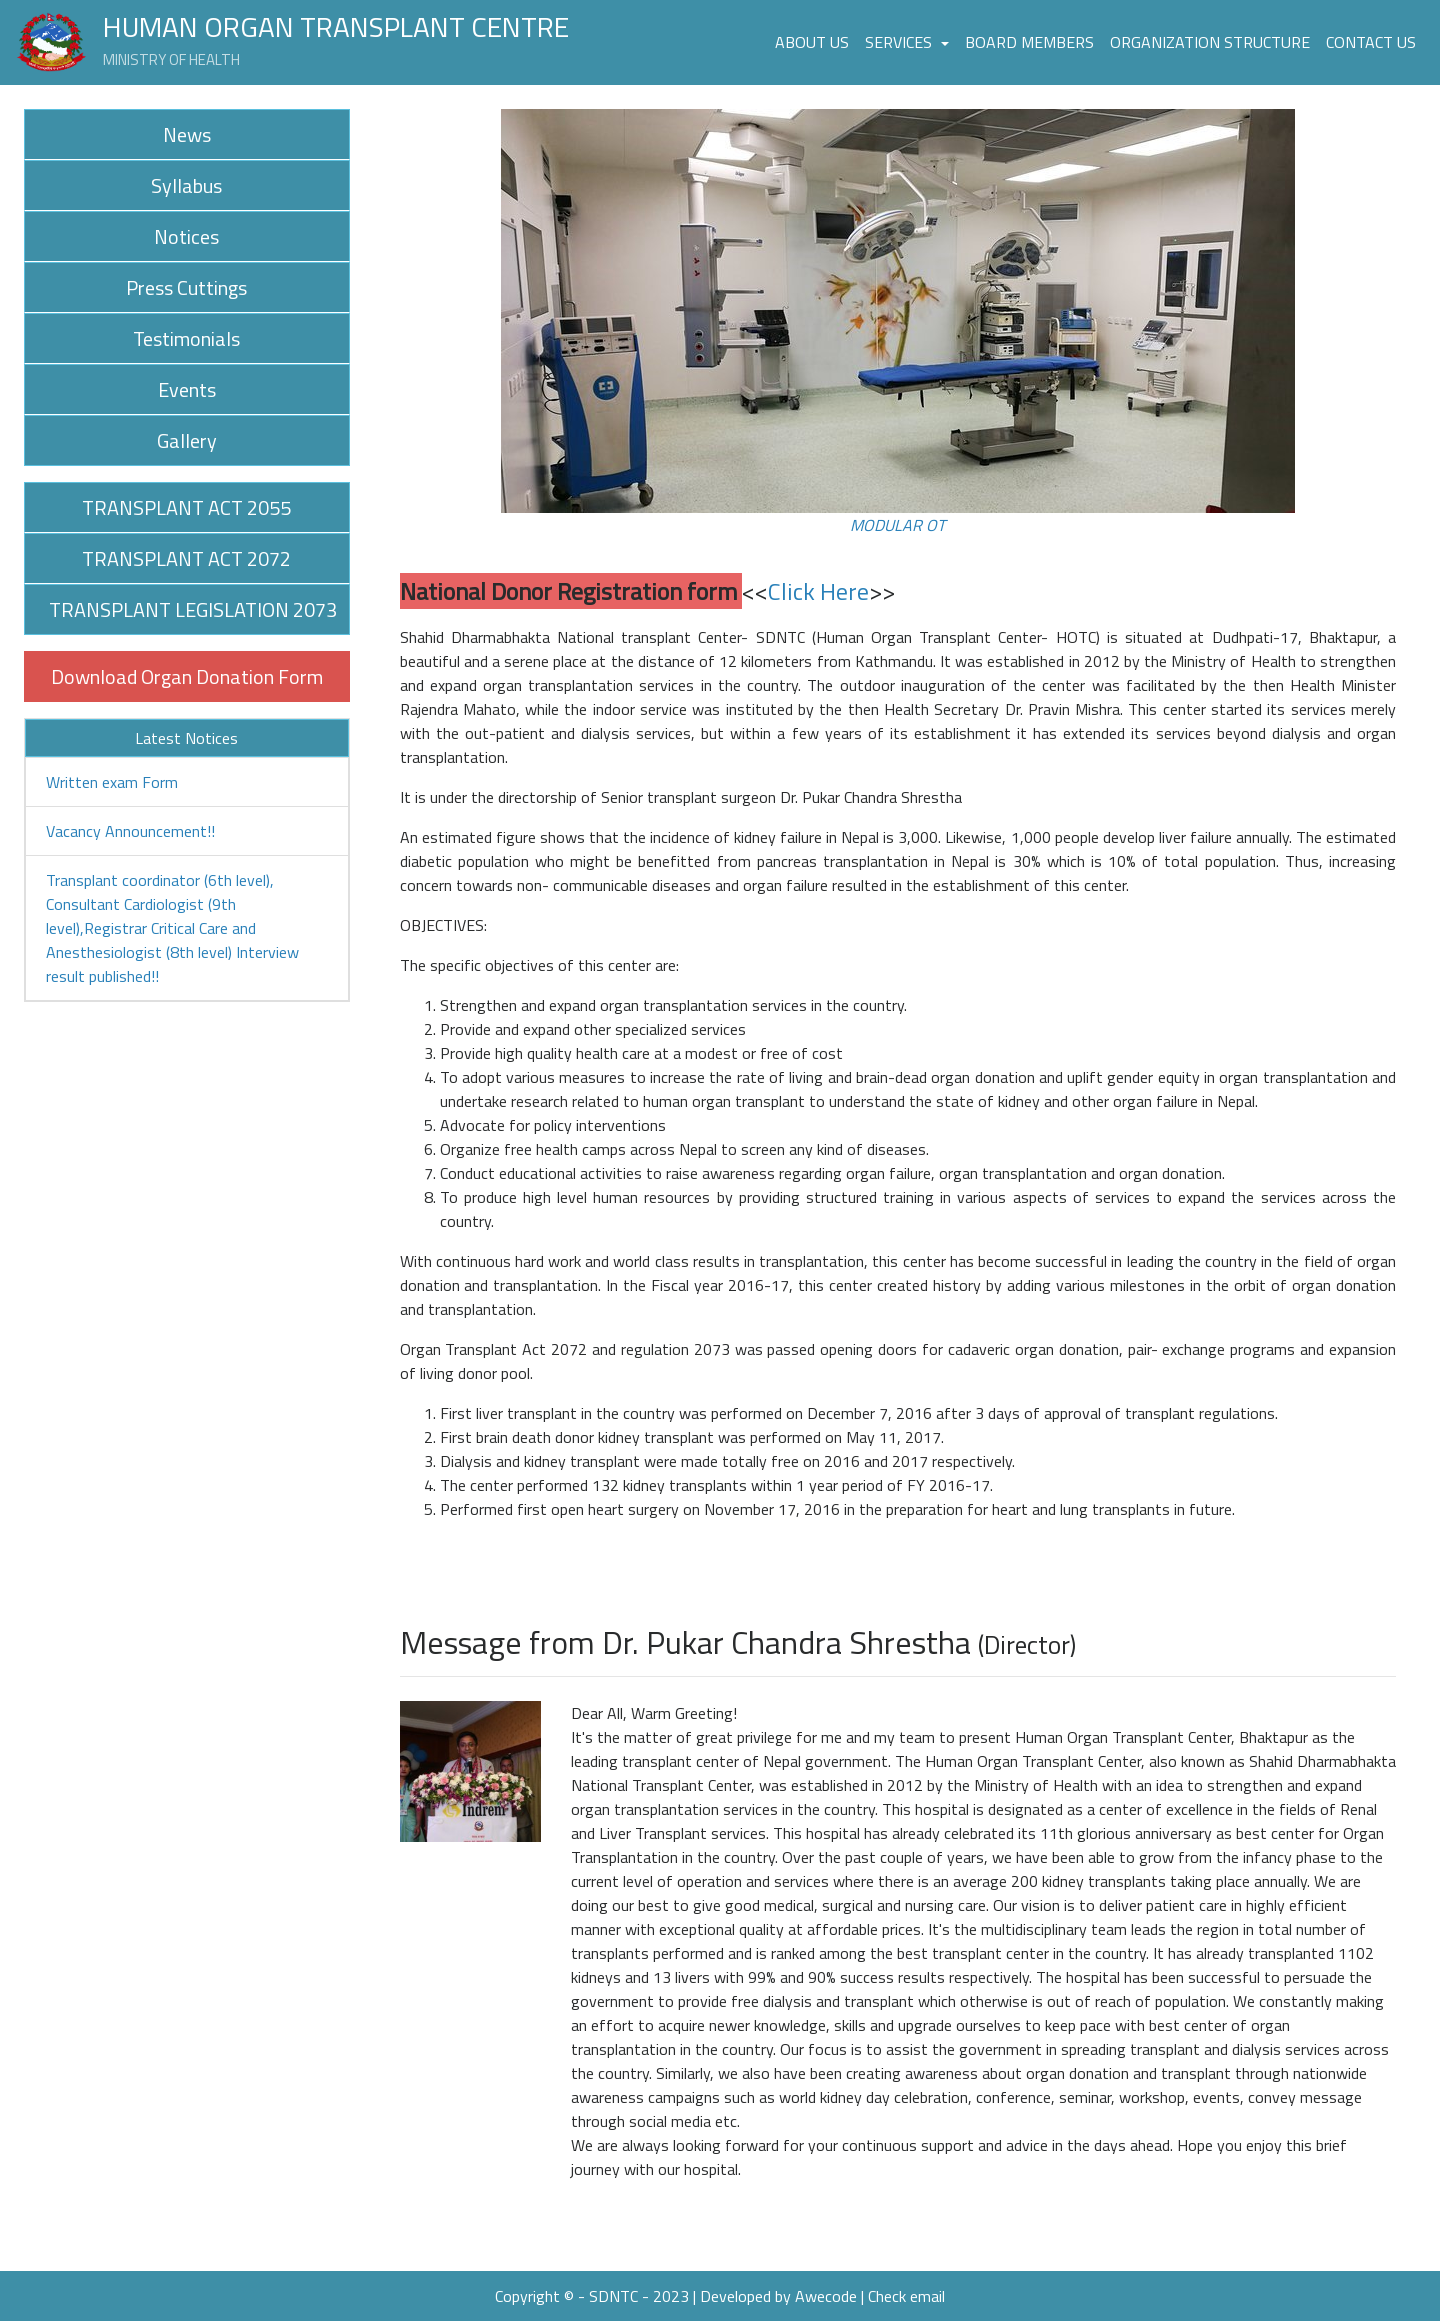 HUMAN ORGAN TRANSPLANT CENTRE
MINISTRY OF HEALTH
ABOUT US SERVICES BOARD MEMBERS ORGANIZATION STRUCTURE CONTACT US
News
Syllabus
Notices
Press Cuttings
Testimonials
Events
Gallery
TRANSPLANT ACT 2055
TRANSPLANT ACT 2072
TRANSPLANT LEGISLATION 2073
Download Organ Donation Form
Latest Notices
Written exam Form
Vacancy Announcement!!
Transplant coordinator (6th level),
Consultant Cardiologist (9th
level),Registrar Critical Care and
Anesthesiologist (8th level) Interview
result published!!
MODULAR OT
National Donor Registration form <<Click Here>>
Shahid Dharmabhakta National transplant Center- SDNTC (Human Organ Transplant Center- HOTC) is situated at Dudhpati-17, Bhaktapur, a
beautiful and a serene place at the distance of 12 kilometers from Kathmandu. It was established in 2012 by the Ministry of Health to strengthen
and expand organ transplantation services in the country. The outdoor inauguration of the center was facilitated by the then Health Minister
Rajendra Mahato, while the indoor service was instituted by the then Health Secretary Dr. Pravin Mishra. This center started its services merely
with the out-patient and dialysis services, but within a few years of its establishment it has extended its services beyond dialysis and organ
transplantation.
It is under the directorship of Senior transplant surgeon Dr. Pukar Chandra Shrestha
An estimated figure shows that the incidence of kidney failure in Nepal is 3,000. Likewise, 1,000 people develop liver failure annually. The estimated
diabetic population who might be benefitted from pancreas transplantation in Nepal is 30% which is 10% of total population. Thus, increasing
concern towards non- communicable diseases and organ failure resulted in the establishment of this center.
OBJECTIVES:
The specific objectives of this center are:
1. Strengthen and expand organ transplantation services in the country.
2. Provide and expand other specialized services
3. Provide high quality health care at a modest or free of cost
4. To adopt various measures to increase the rate of living and brain-dead organ donation and uplift gender equity in organ transplantation and
undertake research related to human organ transplant to understand the state of kidney and other organ failure in Nepal.
5. Advocate for policy interventions
6. Organize free health camps across Nepal to screen any kind of diseases.
7. Conduct educational activities to raise awareness regarding organ failure, organ transplantation and organ donation.
8. To produce high level human resources by providing structured training in various aspects of services to expand the services across the
country.
With continuous hard work and world class results in transplantation, this center has become successful in leading the country in the field of organ
donation and transplantation. In the Fiscal year 2016-17, this center created history by adding various milestones in the orbit of organ donation
and transplantation.
Organ Transplant Act 2072 and regulation 2073 was passed opening doors for cadaveric organ donation, pair- exchange programs and expansion
of living donor pool.
1. First liver transplant in the country was performed on December 7, 2016 after 3 days of approval of transplant regulations.
2. First brain death donor kidney transplant was performed on May 11, 2017.
3. Dialysis and kidney transplant were made totally free on 2016 and 2017 respectively.
4. The center performed 132 kidney transplants within 1 year period of FY 2016-17.
5. Performed first open heart surgery on November 17, 2016 in the preparation for heart and lung transplants in future.
Message from Dr. Pukar Chandra Shrestha (Director)
Indreni
Dear All, Warm Greeting!
It's the matter of great privilege for me and my team to present Human Organ Transplant Center, Bhaktapur as the
leading transplant center of Nepal government. The Human Organ Transplant Center, also known as Shahid Dharmabhakta
National Transplant Center, was established in 2012 by the Ministry of Health with an idea to strengthen and expand
organ transplantation services in the country. This hospital is designated as a center of excellence in the fields of Renal
and Liver Transplant services. This hospital has already celebrated its 11th glorious anniversary as best center for Organ
Transplantation in the country. Over the past couple of years, we have been able to grow from the infancy phase to the
current level of operation and services where there is an average 200 kidney transplants taking place annually. We are
doing our best to give good medical, surgical and nursing care. Our vision is to deliver patient care in highly efficient
manner with exceptional quality at affordable prices. It's the multidisciplinary team leads the region in total number of
transplants performed and is ranked among the best transplant center in the country. It has already transplanted 1102
kidneys and 13 livers with 99% and 90% success results respectively. The hospital has been successful to persuade the
government to provide free dialysis and transplant which otherwise is out of reach of population. We constantly making
an effort to acquire newer knowledge, skills and upgrade ourselves to keep pace with best center of organ
transplantation in the country. Our focus is to assist the government in spreading transplant and dialysis services across
the country. Similarly, we also have been creating awareness about organ donation and transplant through nationwide
awareness campaigns such as world kidney day celebration, conference, seminar, workshop, events, convey message
through social media etc.
We are always looking forward for your continuous support and advice in the days ahead. Hope you enjoy this brief
journey with our hospital.
Copyright © - SDNTC - 2023 | Developed by Awecode | Check email